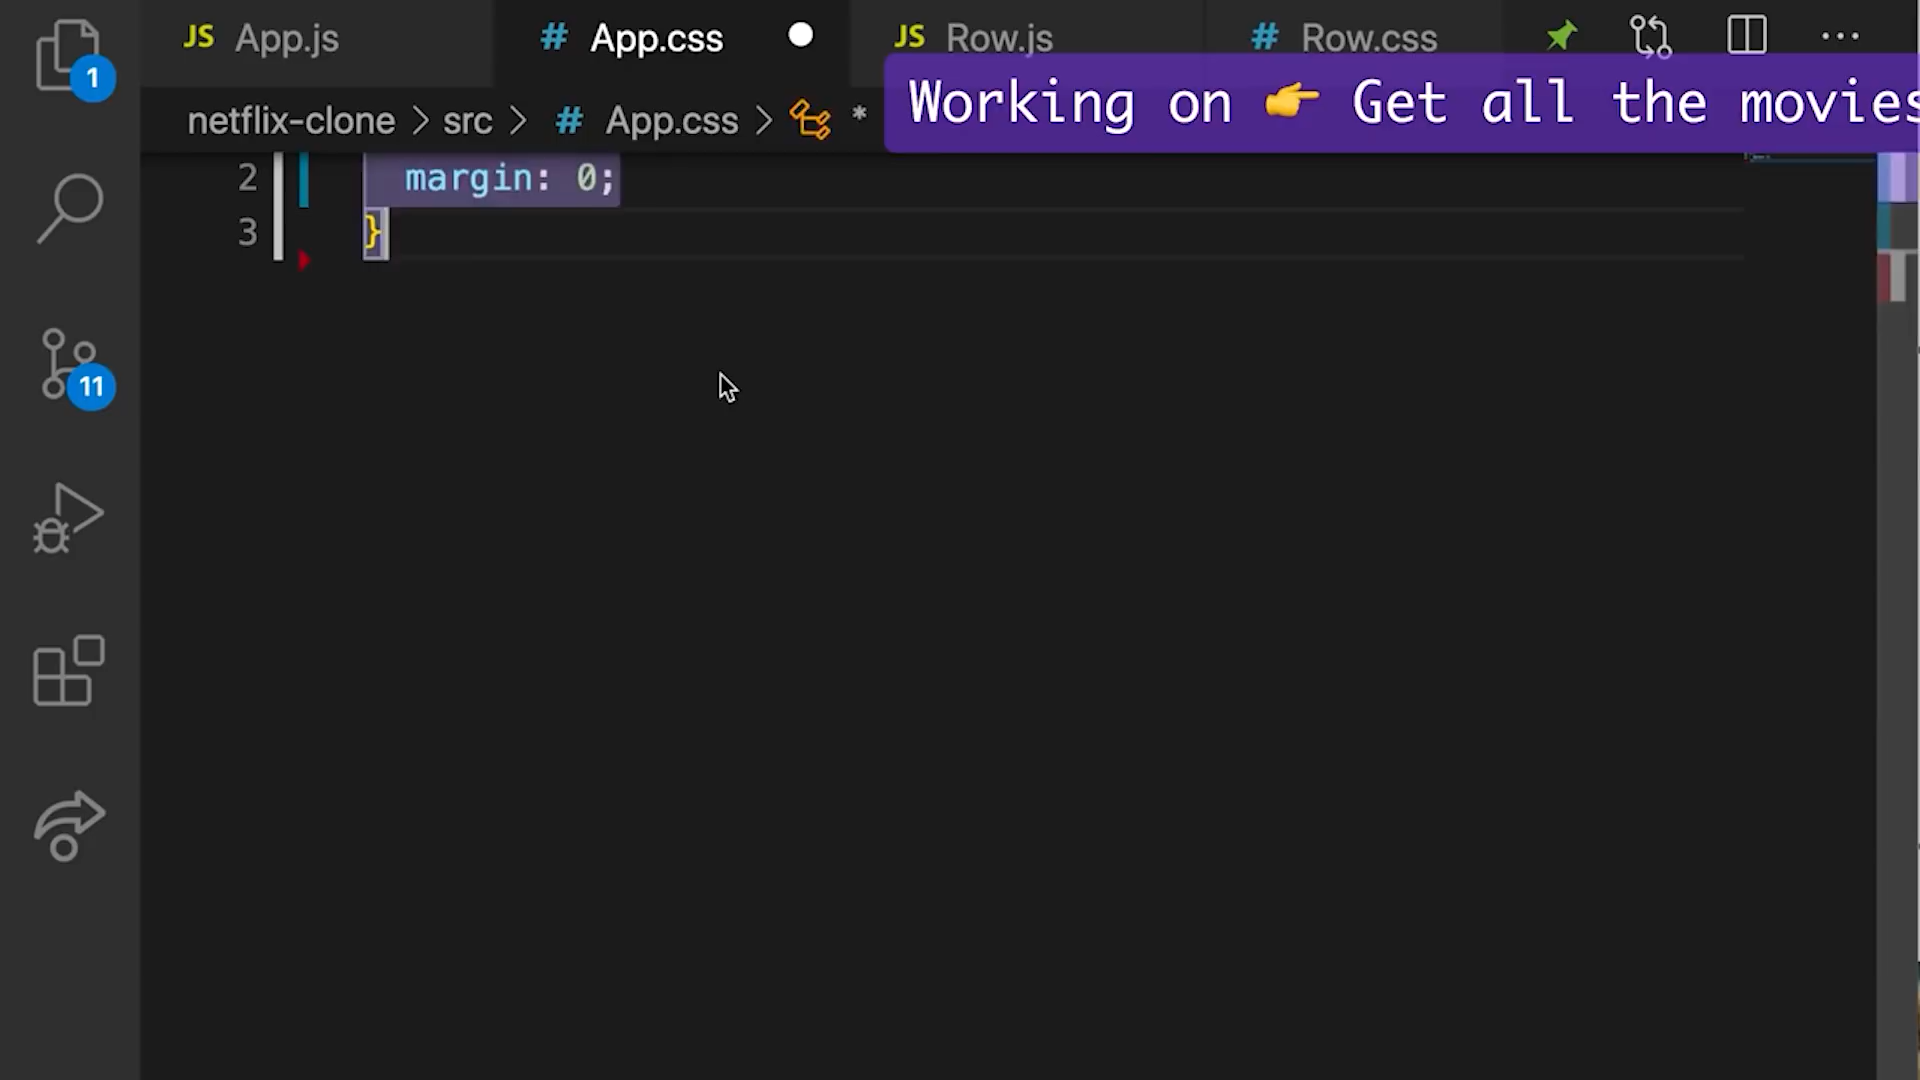 JS App.js # App.css JS Row.js # Row.css
1
netflix-clone > src > # App.css > *
Working on 👉 Get all the movies
2 margin: 0;
3 }
11